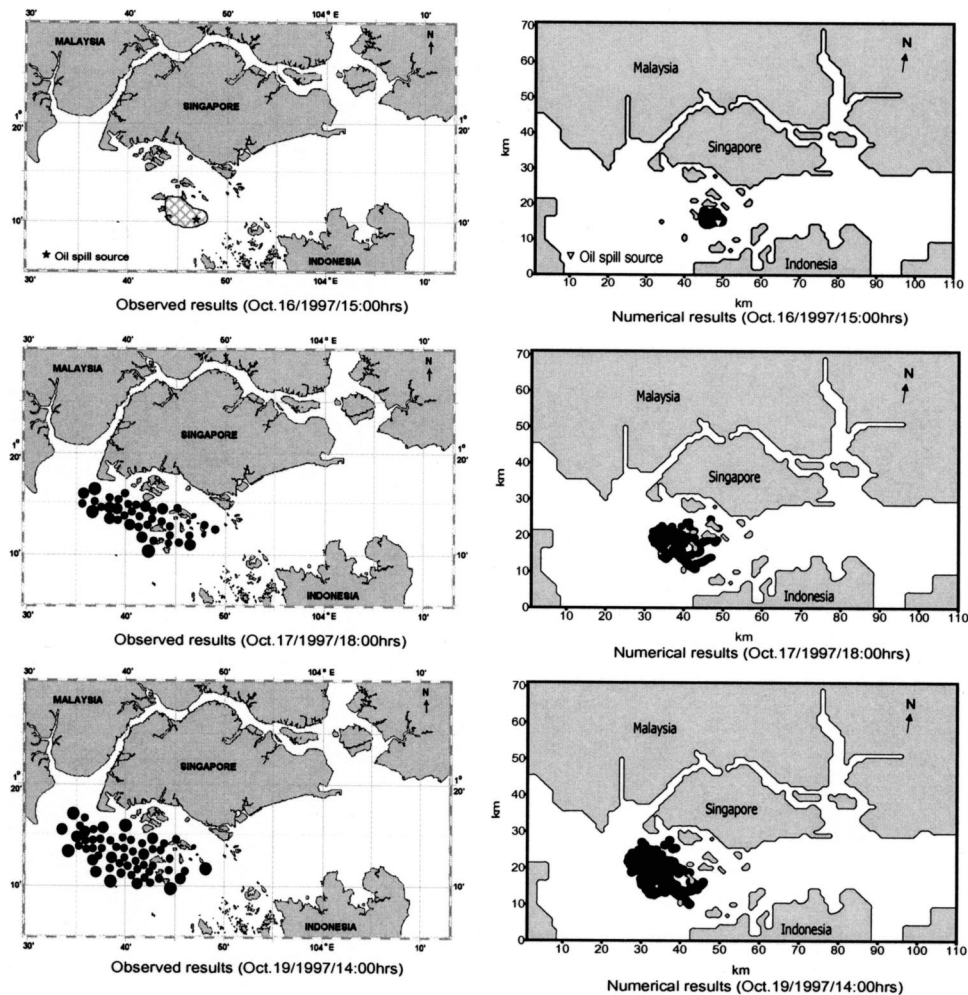 30' 40' 50' 104° E 10'
MALAYSIA
N
SINGAPORE
1°
20'
1°
20'
10'
10'
★ Oil spill source
INDONESIA
30' 40' 50' 104° E 10'
Observed results (Oct.16/1997/15:00hrs)
70
60
50
40
30
20
10
0
km
N
Malaysia
Singapore
▽ Oil spill source
Indonesia
10 20 30 40 50 60 70 80 90 100 110
km
Numerical results (Oct.16/1997/15:00hrs)
30' 40' 50' 104° E 10'
MALAYSIA
N
SINGAPORE
1°
20'
1°
20'
10'
10'
INDONESIA
30' 40' 50' 104° E 10'
Observed results (Oct.17/1997/18:00hrs)
70
60
50
40
30
20
10
0
km
N
Malaysia
Singapore
Indonesia
10 20 30 40 50 60 70 80 90 100 110
km
Numerical results (Oct.17/1997/18:00hrs)
30' 40' 50' 104° E 10'
MALAYSIA
N
SINGAPORE
1°
20'
1°
20'
10'
10'
INDONESIA
30' 40' 50' 104° E 10'
Observed results (Oct.19/1997/14:00hrs)
70
60
50
40
30
20
10
0
km
N
Malaysia
Singapore
Indonesia
10 20 30 40 50 60 70 80 90 100 110
km
Numerical results (Oct.19/1997/14:00hrs)